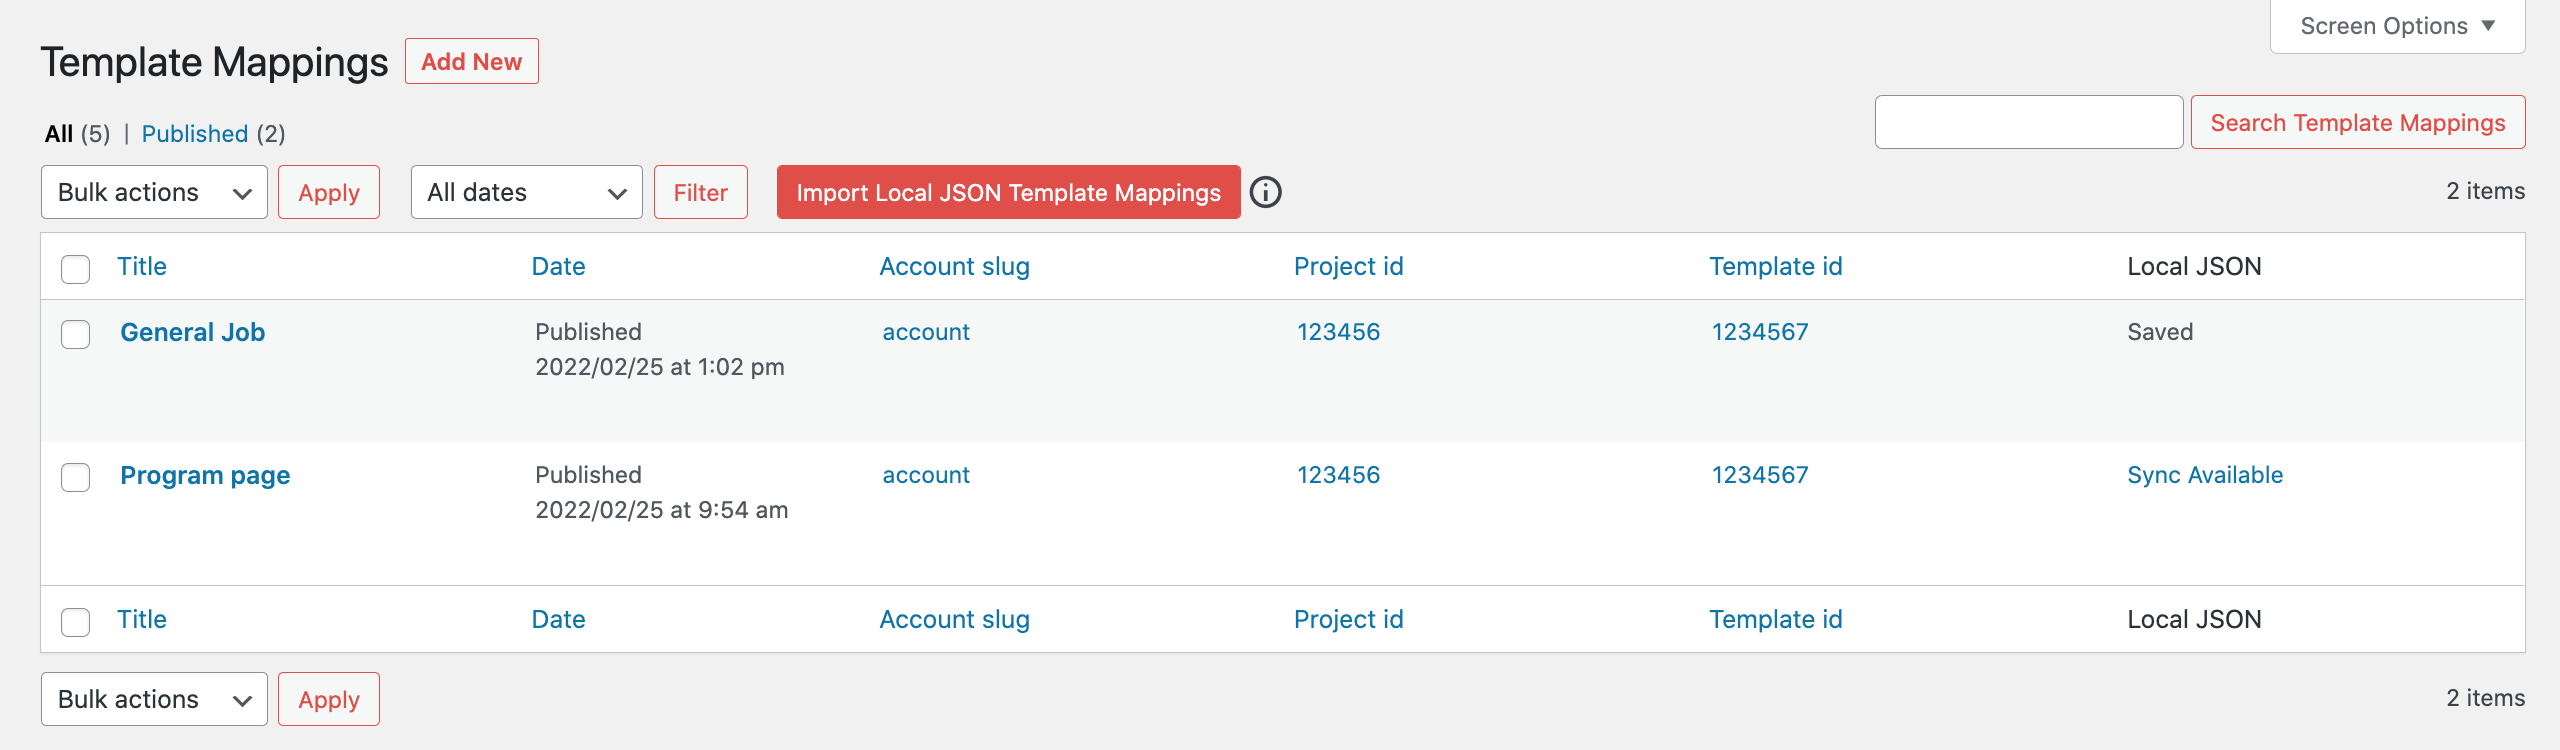 Screen Options ▼
Template Mappings Add New
All (5) | Published (2)
Search Template Mappings
Bulk actions Apply All dates Filter Import Local JSON Template Mappings 2 items
Title Date Account slug Project id Template id Local JSON
General Job Published account 123456 1234567 Saved
2022/02/25 at 1:02 pm
Program page Published account 123456 1234567 Sync Available
2022/02/25 at 9:54 am
Title Date Account slug Project id Template id Local JSON
Bulk actions Apply 2 items